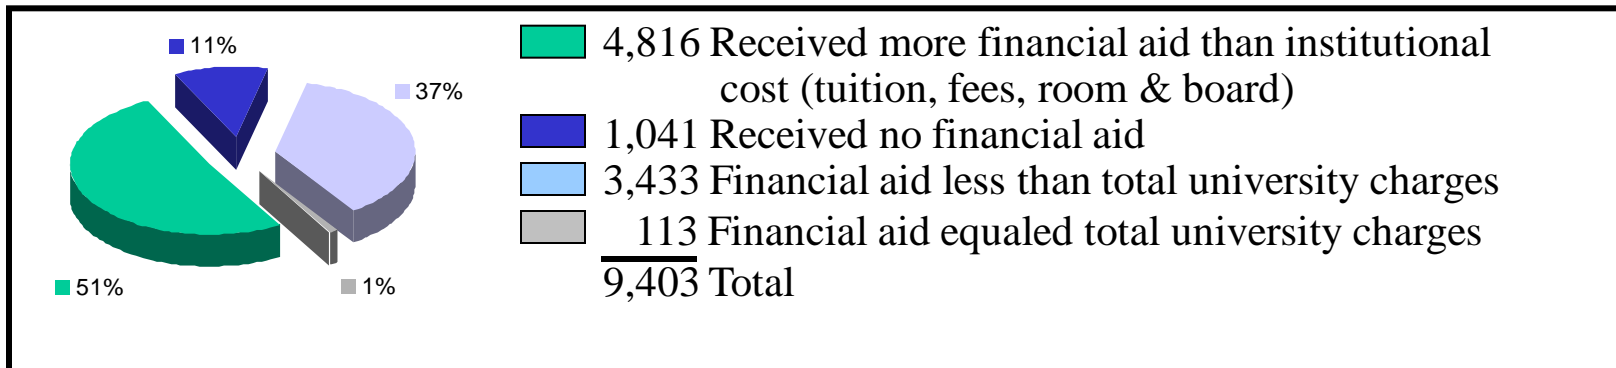 11%
37%
51%
1%
4,816 Received more financial aid than institutional
cost (tuition, fees, room & board)
1,041 Received no financial aid
3,433 Financial aid less than total university charges
113 Financial aid equaled total university charges
9,403 Total